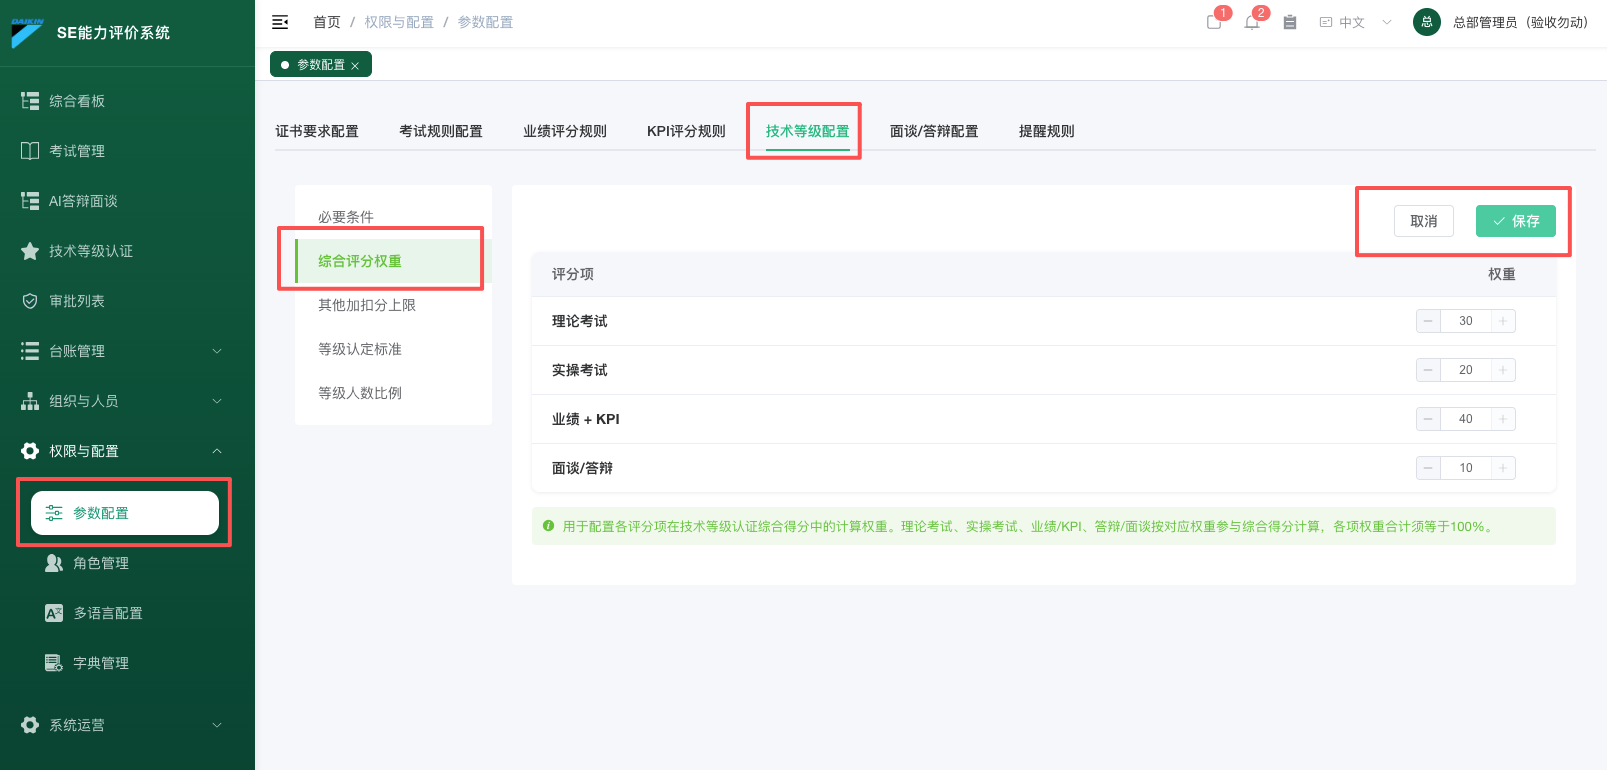 DAIKIN
SE能力评价系统
首页 / 权限与配置 / 参数配置
1
2
中文
总
总部管理员（验收勿动）
参数配置 ×
综合看板
考试管理
AI答辩面谈
技术等级认证
审批列表
台账管理
组织与人员
权限与配置
参数配置
角色管理
多语言配置
字典管理
系统运营
证书要求配置
考试规则配置
业绩评分规则
KPI评分规则
技术等级配置
面谈/答辩配置
提醒规则
必要条件
综合评分权重
其他加扣分上限
等级认定标准
等级人数比例
取消
保存
评分项 权重
理论考试 30
实操考试 20
业绩 + KPI 40
面谈/答辩 10
用于配置各评分项在技术等级认证综合得分中的计算权重。理论考试、实操考试、业绩/KPI、答辩/面谈按对应权重参与综合得分计算，各项权重合计须等于100%。